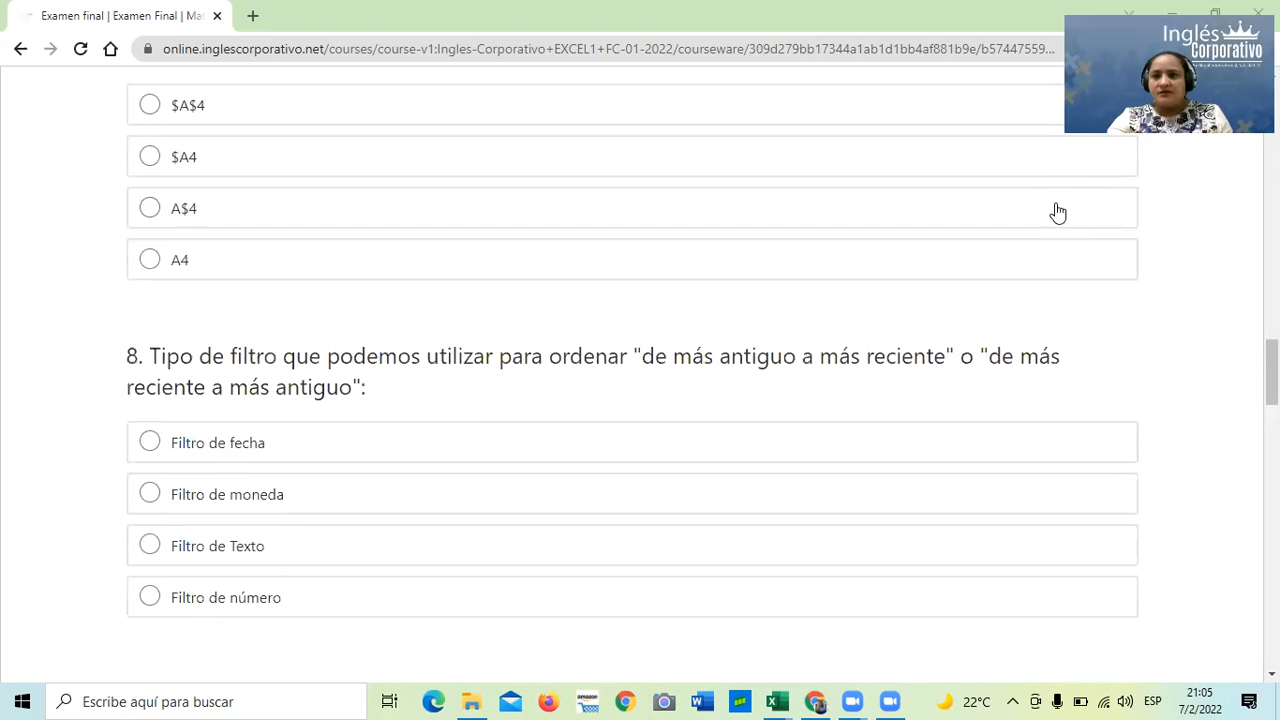 Examen final | Examen Final | Mat
online.inglescorporativo.net/courses/course-v1:Ingles-Corporativo+EXCEL1+FC-01-2022/courseware/309d279bb17344a1ab1d1bb4af881b9e/b57447559...
Inglés
Corporativo
$A$4
$A4
A$4
A4
8. Tipo de filtro que podemos utilizar para ordenar "de más antiguo a más reciente" o "de más
reciente a más antiguo":
Filtro de fecha
Filtro de moneda
Filtro de Texto
Filtro de número
Escribe aquí para buscar
amazon
22°C
ESP
21:05
7/2/2022